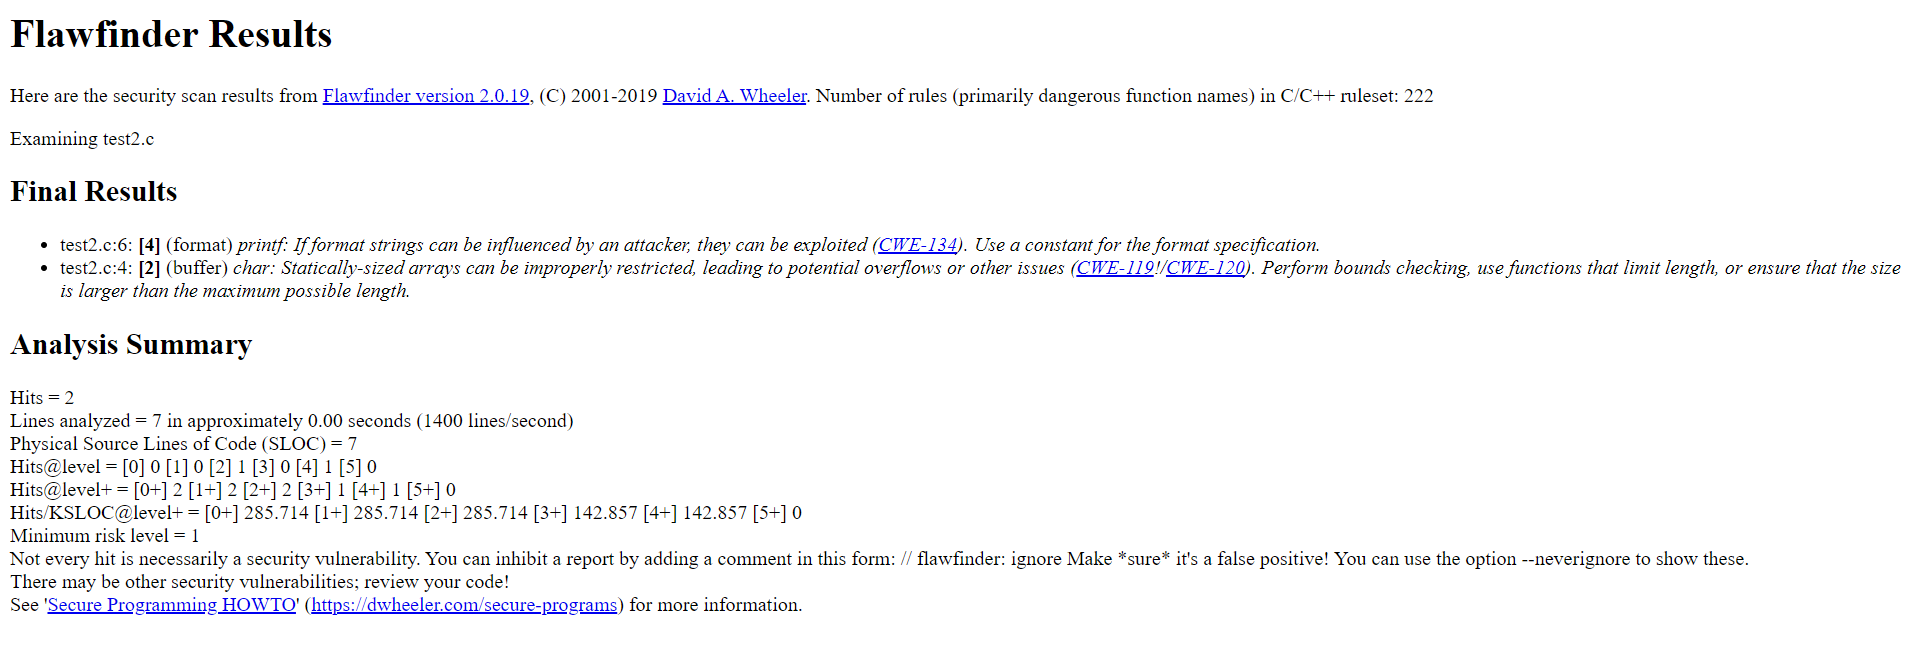 Flawfinder Results
Here are the security scan results from Flawfinder version 2.0.19, (C) 2001-2019 David A. Wheeler. Number of rules (primarily dangerous function names) in C/C++ ruleset: 222
Examining test2.c
Final Results
• test2.c:6: [4] (format) printf: If format strings can be influenced by an attacker, they can be exploited (CWE-134). Use a constant for the format specification.
• test2.c:4: [2] (buffer) char: Statically-sized arrays can be improperly restricted, leading to potential overflows or other issues (CWE-119!/CWE-120). Perform bounds checking, use functions that limit length, or ensure that the size
is larger than the maximum possible length.
Analysis Summary
Hits = 2
Lines analyzed = 7 in approximately 0.00 seconds (1400 lines/second)
Physical Source Lines of Code (SLOC) = 7
Hits@level = [0] 0 [1] 0 [2] 1 [3] 0 [4] 1 [5] 0
Hits@level+ = [0+] 2 [1+] 2 [2+] 2 [3+] 1 [4+] 1 [5+] 0
Hits/KSLOC@level+ = [0+] 285.714 [1+] 285.714 [2+] 285.714 [3+] 142.857 [4+] 142.857 [5+] 0
Minimum risk level = 1
Not every hit is necessarily a security vulnerability. You can inhibit a report by adding a comment in this form: // flawfinder: ignore Make *sure* it's a false positive! You can use the option --neverignore to show these.
There may be other security vulnerabilities; review your code!
See 'Secure Programming HOWTO' (https://dwheeler.com/secure-programs) for more information.